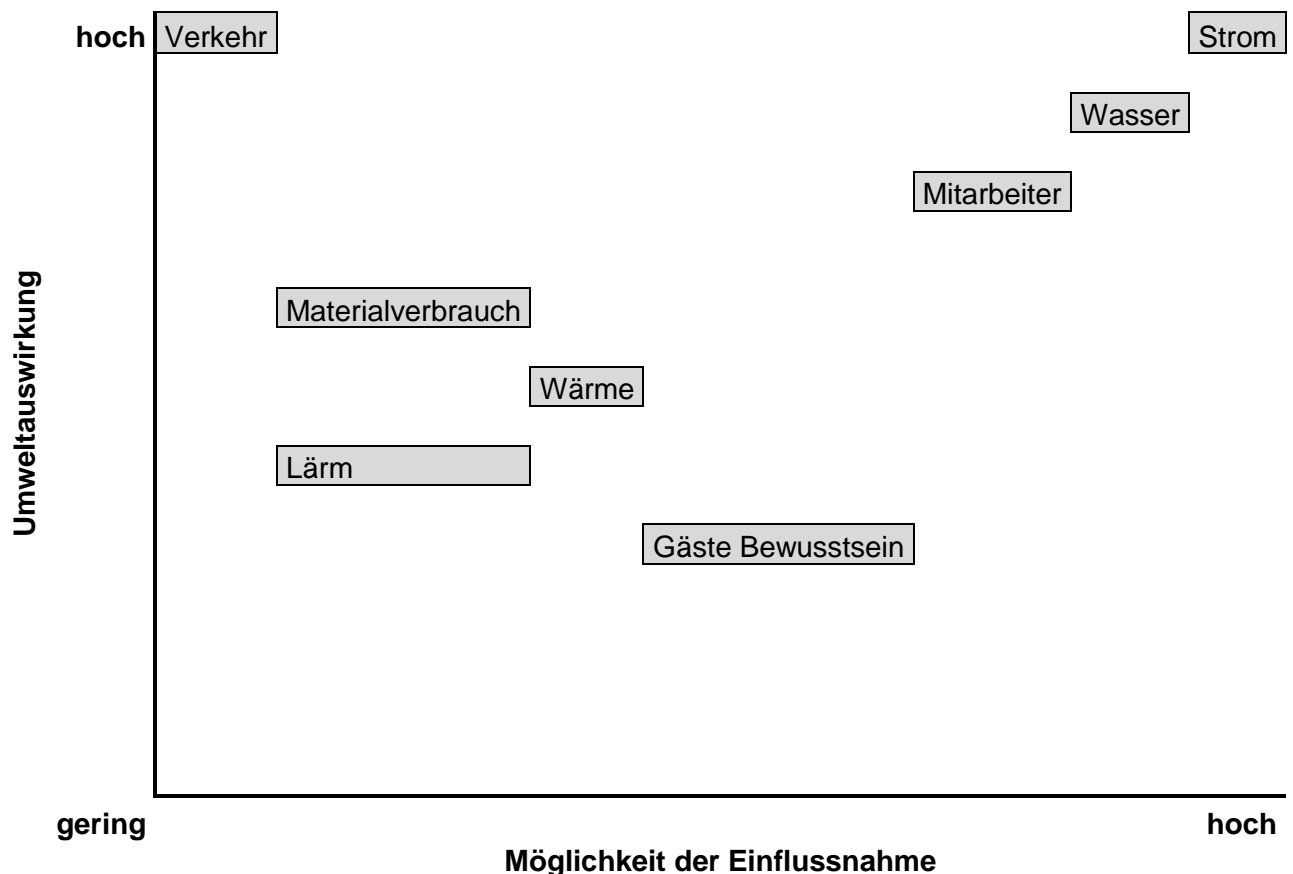 hoch Verkehr Strom
Wasser
Mitarbeiter
Materialverbrauch
Wärme
Lärm
Gäste Bewusstsein
Umweltauswirkung
gering hoch
Möglichkeit der Einflussnahme